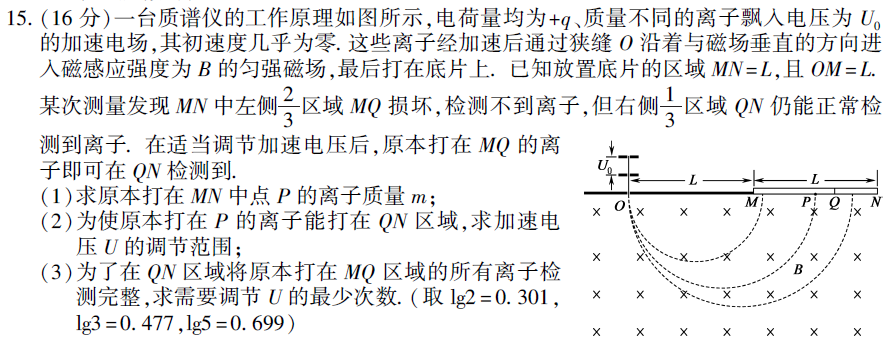 15. (16 分)一台质谱仪的工作原理如图所示,电荷量均为+q、质量不同的离子飘入电压为 U₀
的加速电场,其初速度几乎为零. 这些离子经加速后通过狭缝 O 沿着与磁场垂直的方向进
入磁感应强度为 B 的匀强磁场,最后打在底片上. 已知放置底片的区域 MN=L,且 OM=L.
某次测量发现 MN 中左侧2/3区域 MQ 损坏,检测不到离子,但右侧1/3区域 QN 仍能正常检
测到离子. 在适当调节加速电压后,原本打在 MQ 的离
子即可在 QN 检测到.
(1)求原本打在 MN 中点 P 的离子质量 m;
(2)为使原本打在 P 的离子能打在 QN 区域,求加速电
压 U 的调节范围;
(3)为了在 QN 区域将原本打在 MQ 区域的所有离子检
测完整,求需要调节 U 的最少次数. (取 lg2=0. 301,
lg3=0. 477,lg5=0. 699)
U₀
L
L
O
M
P
Q
N
B